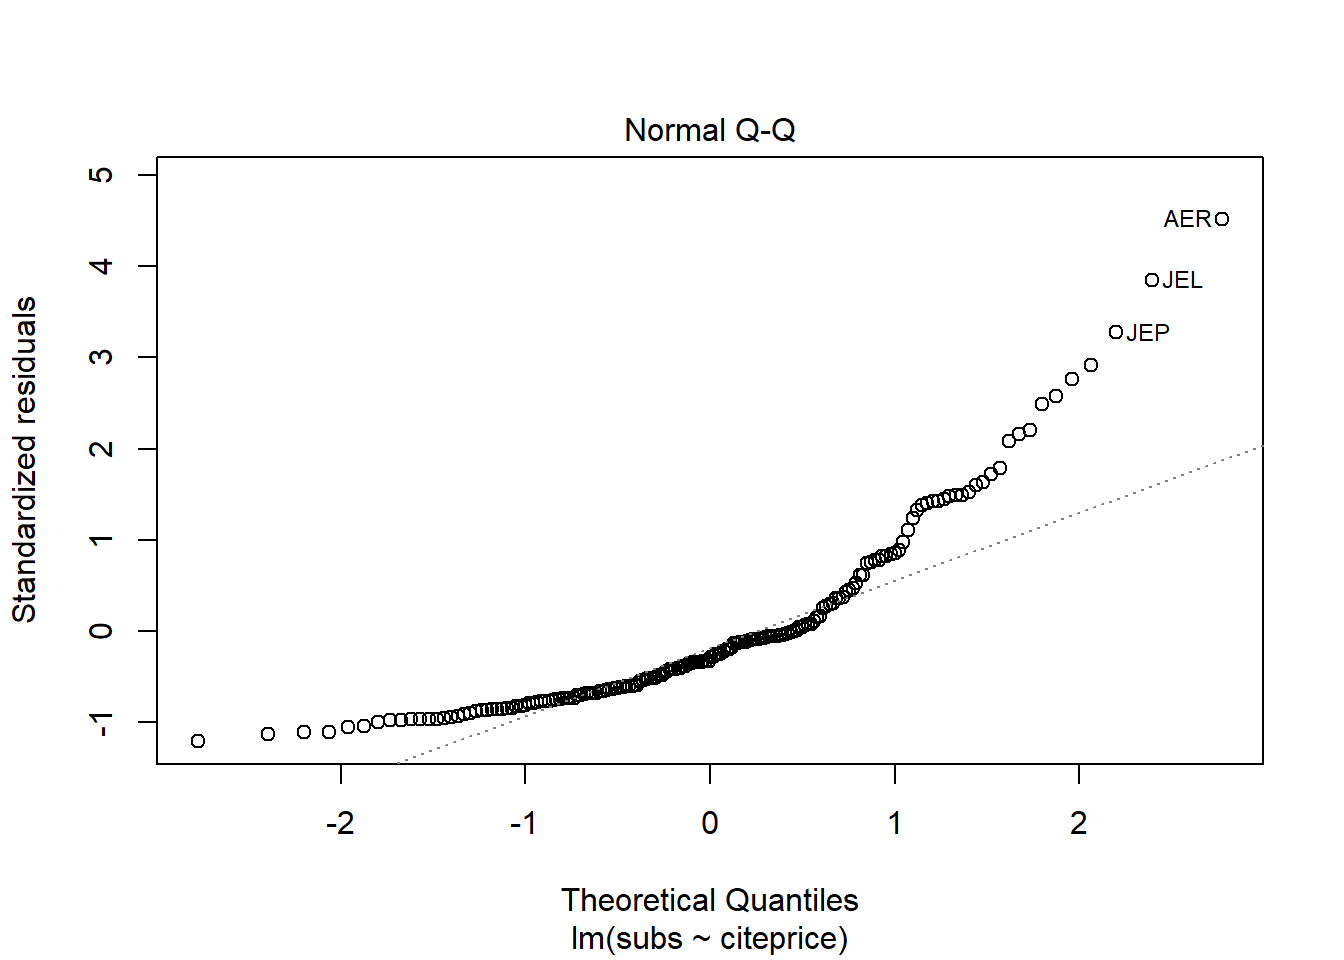 Normal Q-Q
Standardized residuals
5
4
3
2
1
0
-1
AER
JEL
JEP
-2
-1
0
1
2
Theoretical Quantiles
lm(subs ~ citeprice)